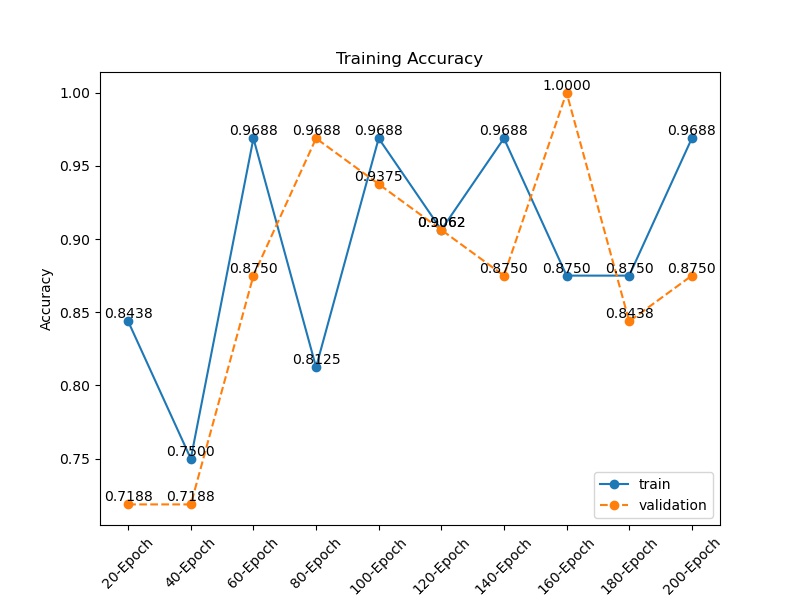 Training Accuracy
1.00
0.95
0.90
0.85
0.80
0.75
Accuracy
1.0000
0.9688
0.9688
0.9688
0.9688
0.9688
0.9375
0.9062
0.9062
0.8750
0.8750
0.8750
0.8750
0.8750
0.8438
0.8438
0.8125
0.7500
0.7188
0.7188
train
validation
20-Epoch
40-Epoch
60-Epoch
80-Epoch
100-Epoch
120-Epoch
140-Epoch
160-Epoch
180-Epoch
200-Epoch